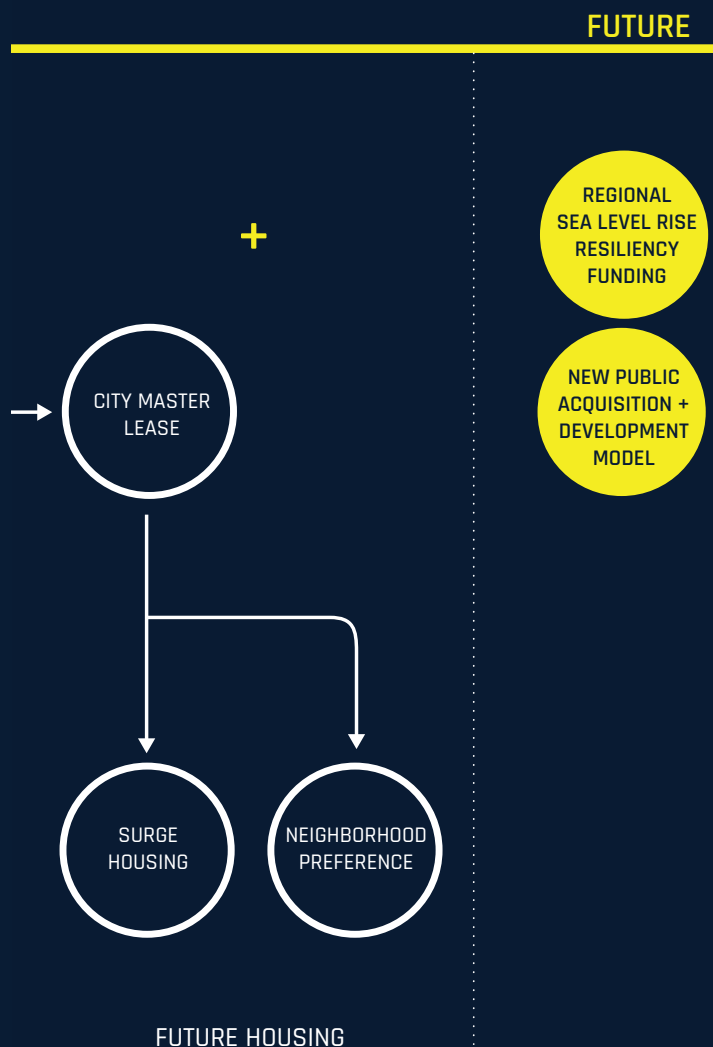 FUTURE
+
REGIONAL
SEA LEVEL RISE
RESILIENCY
FUNDING
CITY MASTER
LEASE
NEW PUBLIC
ACQUISITION +
DEVELOPMENT
MODEL
SURGE
HOUSING
NEIGHBORHOOD
PREFERENCE
FUTURE HOUSING